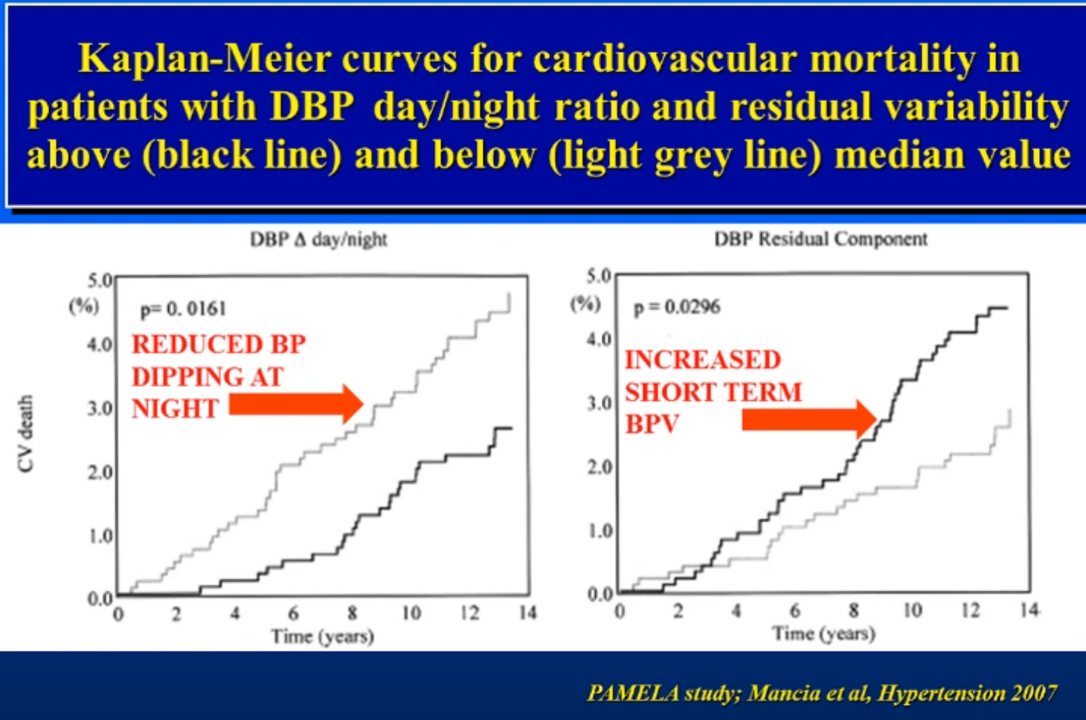 Kaplan-Meier curves for cardiovascular mortality in
patients with DBP day/night ratio and residual variability
above (black line) and below (light grey line) median value
DBP Δ day/night
5.0
(%)
p= 0. 0161
REDUCED BP
DIPPING AT
NIGHT
4.0
3.0
2.0
1.0
0.0
CV death
0 2 4 6 8 10 12 14
Time (years)
DBP Residual Component
5.0
(%)
p = 0.0296
INCREASED
SHORT TERM
BPV
4.0
3.0
2.0
1.0
0.0
0 2 4 6 8 10 12 14
Time (years)
PAMELA study; Mancia et al, Hypertension 2007